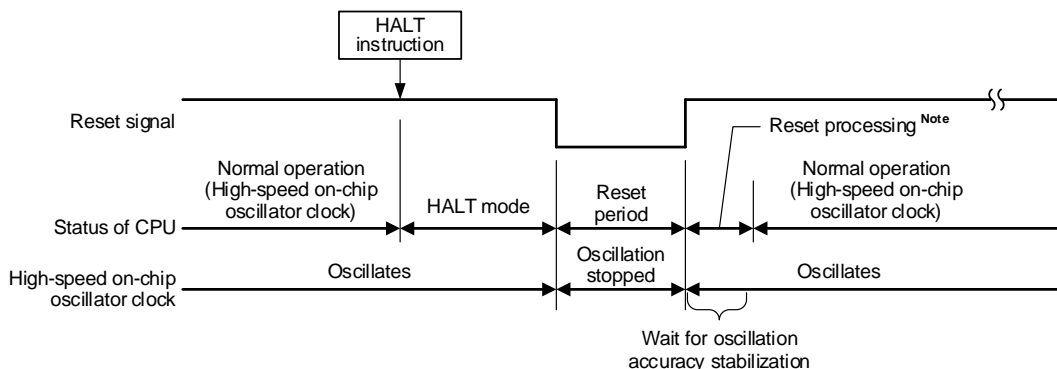 HALT
instruction
Reset signal
Reset processing Note
Normal operation
(High-speed on-chip
oscillator clock)
HALT mode
Reset
period
Normal operation
(High-speed on-chip
oscillator clock)
Status of CPU
High-speed on-chip
oscillator clock
Oscillates
Oscillation
stopped
Oscillates
Wait for oscillation
accuracy stabilization